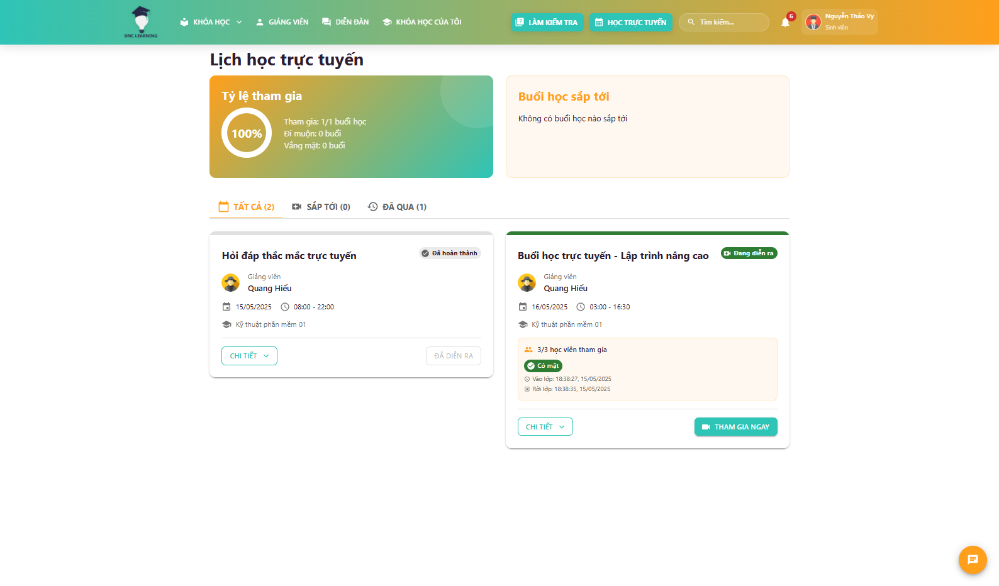 DNC LEARNING
KHÓA HỌC
GIẢNG VIÊN
DIỄN ĐÀN
KHÓA HỌC CỦA TÔI
LÀM KIỂM TRA
HỌC TRỰC TUYẾN
Tìm kiếm...
6
Nguyễn Thảo Vy
Sinh viên
Lịch học trực tuyến
Tỷ lệ tham gia
100%
Tham gia: 1/1 buổi học
Đi muộn: 0 buổi
Vắng mặt: 0 buổi
Buổi học sắp tới
Không có buổi học nào sắp tới
TẤT CẢ (2)
SẮP TỚI (0)
ĐÃ QUA (1)
Hỏi đáp thắc mắc trực tuyến
Đã hoàn thành
Giảng viên
Quang Hiếu
15/05/2025
08:00 - 22:00
Kỹ thuật phần mềm 01
CHI TIẾT
ĐÃ DIỄN RA
Buổi học trực tuyến - Lập trình nâng cao
Đang diễn ra
Giảng viên
Quang Hiếu
16/05/2025
03:00 - 16:30
Kỹ thuật phần mềm 01
3/3 học viên tham gia
Có mặt
Vào lớp: 18:38:27, 15/05/2025
Rời lớp: 18:38:35, 15/05/2025
CHI TIẾT
THAM GIA NGAY